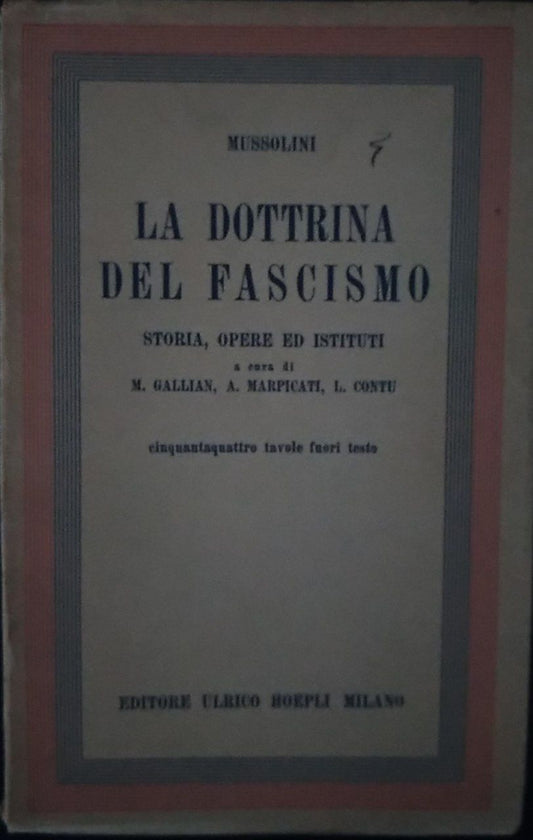 MUSSOLINI
LA DOTTRINA
DEL FASCISMO
STORIA, OPERE ED ISTITUTI
a cura di
M. GALLIAN, A. MARPICATI, L. CONTU
cinquantaquattro tavole fuori testo
EDITORE ULRICO HOEPLI MILANO